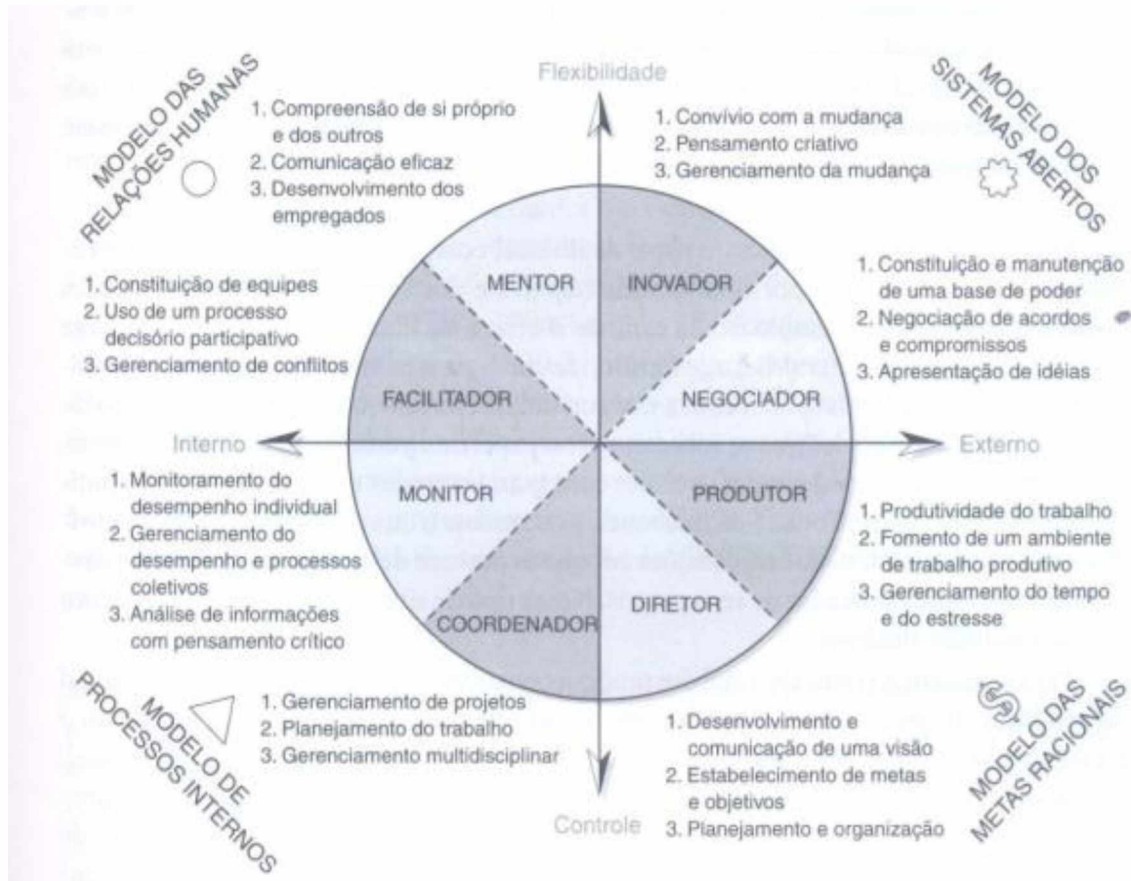 Flexibilidade
MODELO DAS
RELAÇÕES HUMANAS
1. Compreensão de si próprio
e dos outros
2. Comunicação eficaz
3. Desenvolvimento dos
empregados
1. Convívio com a mudança
2. Pensamento criativo
3. Gerenciamento da mudança
MODELO DOS
SISTEMAS ABERTOS
1. Constituição de equipes
2. Uso de um processo
decisório participativo
3. Gerenciamento de conflitos
MENTOR
INOVADOR
1. Constituição e manutenção
de uma base de poder
2. Negociação de acordos
e compromissos
3. Apresentação de idéias
FACILITADOR
NEGOCIADOR
Interno
Externo
1. Monitoramento do
desempenho individual
2. Gerenciamento do
desempenho e processos
coletivos
3. Análise de informações
com pensamento crítico
MONITOR
PRODUTOR
1. Produtividade do trabalho
2. Fomento de um ambiente
de trabalho produtivo
3. Gerenciamento do tempo
e do estresse
COORDENADOR
DIRETOR
MODELO DE
PROCESSOS INTERNOS
1. Gerenciamento de projetos
2. Planejamento do trabalho
3. Gerenciamento multidisciplinar
1. Desenvolvimento e
comunicação de uma visão
2. Estabelecimento de metas
e objetivos
3. Planejamento e organização
MODELO DAS
METAS RACIONAIS
Controle